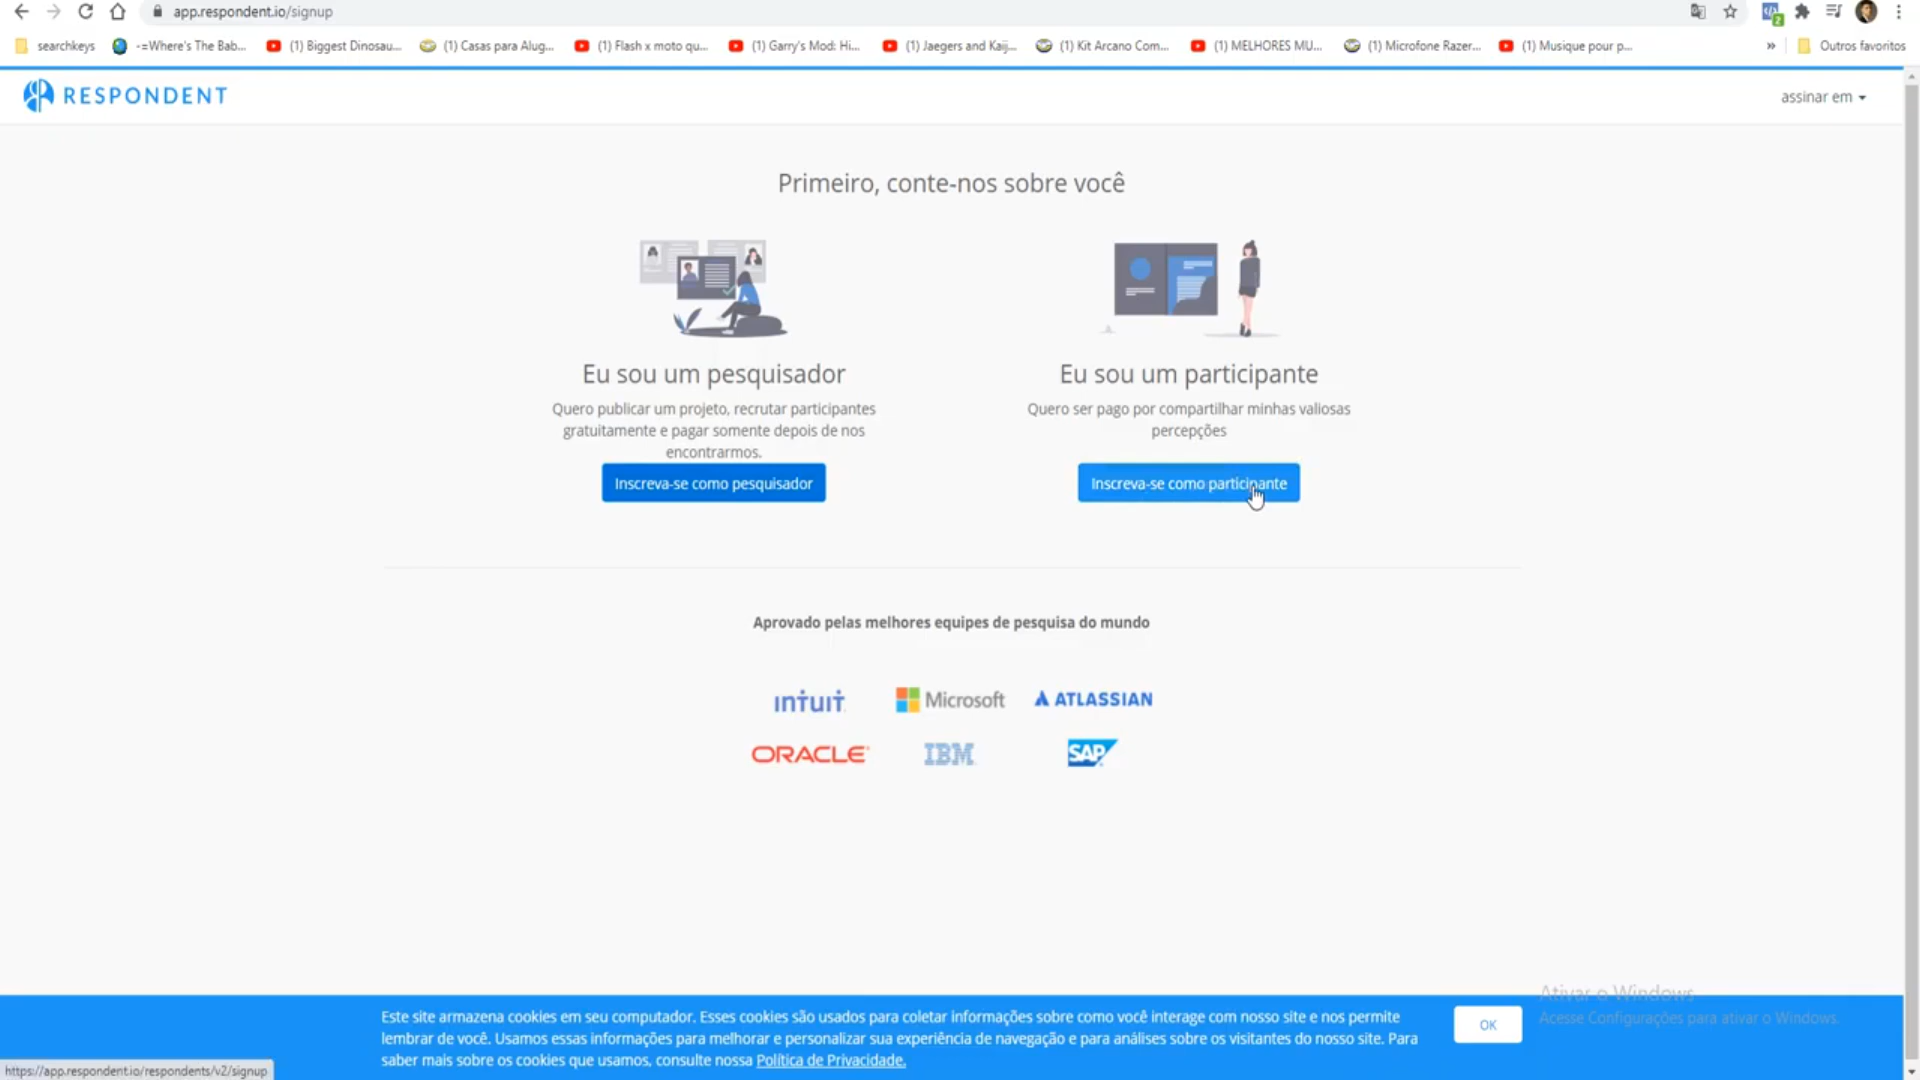 app.respondent.io/signup
searchkeys
-=Where's The Bab...
(1) Biggest Dinosau...
(1) Casas para Alug...
(1) Flash x moto qu...
(1) Garry's Mod: Hi...
(1) Jaegers and Kaij...
(1) Kit Arcano Com...
(1) MELHORES MU...
(1) Microfone Razer...
(1) Musique pour p...
»
Outros favoritos
RESPONDENT
assinar em
Primeiro, conte-nos sobre você
Eu sou um pesquisador
Quero publicar um projeto, recrutar participantes
gratuitamente e pagar somente depois de nos
encontrarmos.
Inscreva-se como pesquisador
Eu sou um participante
Quero ser pago por compartilhar minhas valiosas
percepções
Inscreva-se como participante
Aprovado pelas melhores equipes de pesquisa do mundo
intuit
Microsoft
ATLASSIAN
ORACLE
IBM
SAP
Este site armazena cookies em seu computador. Esses cookies são usados para coletar informações sobre como você interage com nosso site e nos permite
lembrar de você. Usamos essas informações para melhorar e personalizar sua experiência de navegação e para análises sobre os visitantes do nosso site. Para
saber mais sobre os cookies que usamos, consulte nossa Política de Privacidade.
OK
Ativar o Windows
Acesse Configurações para ativar o Windows.
https://app.respondent.io/respondents/v2/signup